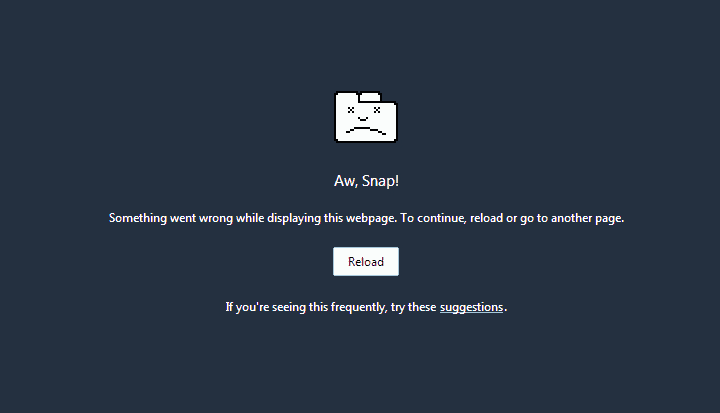 Aw, Snap!
Something went wrong while displaying this webpage. To continue, reload or go to another page.
Reload
If you're seeing this frequently, try these suggestions.